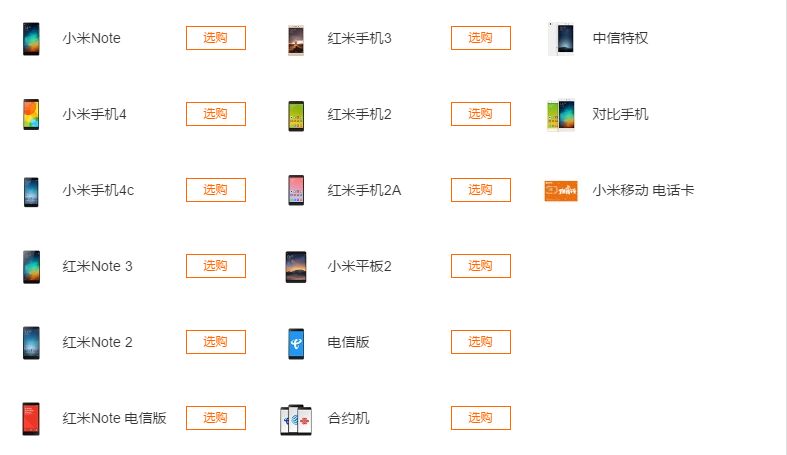 小米Note 选购 红米手机3 选购 中信特权
小米手机4 选购 红米手机2 选购 对比手机
小米手机4c 选购 红米手机2A 选购 小米移动 电话卡
红米Note 3 选购 小米平板2 选购
红米Note 2 选购 电信版 选购
红米Note 电信版 选购 合约机 选购